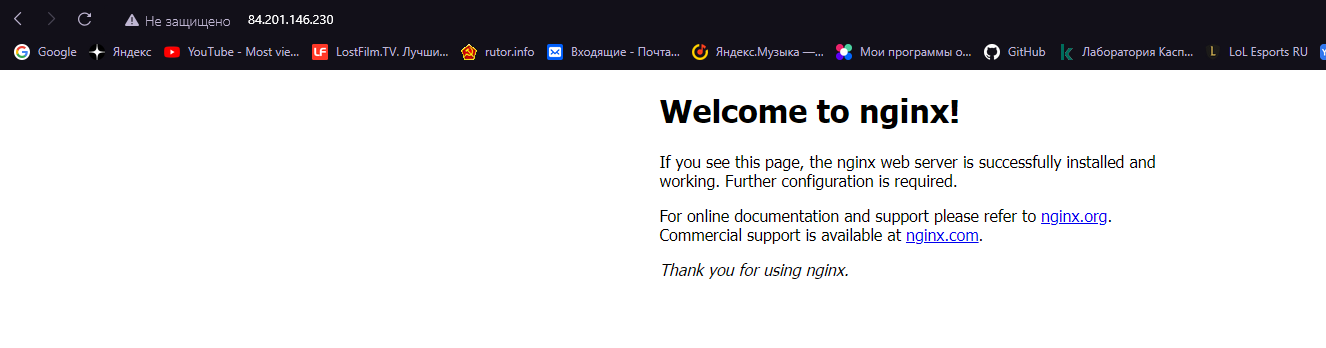 Не защищено 84.201.146.230
Google Яндекс YouTube - Most vie... LostFilm.TV. Лучши... rutor.info Входящие - Почта... Яндекс.Музыка —... Мои программы о... GitHub Лаборатория Касп... LoL Esports RU
Welcome to nginx!
If you see this page, the nginx web server is successfully installed and
working. Further configuration is required.
For online documentation and support please refer to nginx.org.
Commercial support is available at nginx.com.
Thank you for using nginx.